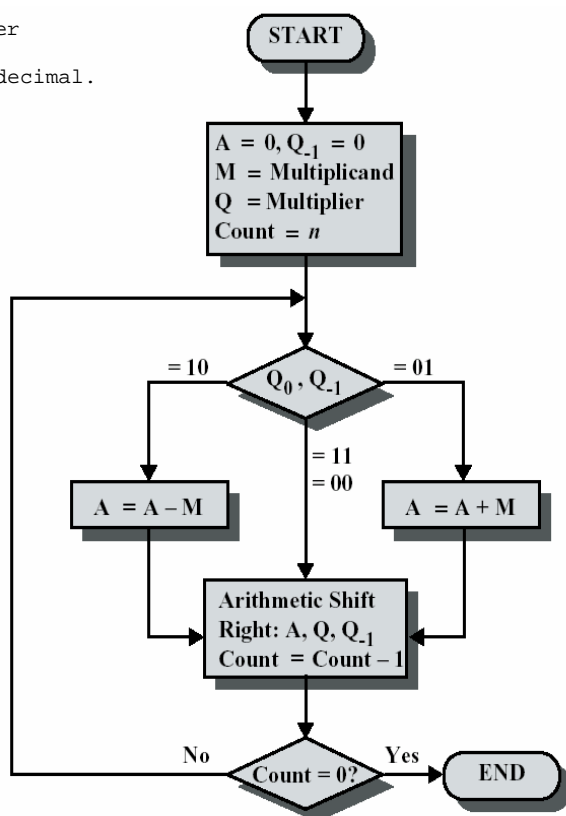 er
decimal.
START
A = 0, Q₋₁ = 0
M = Multiplicand
Q = Multiplier
Count = n
Q₀ , Q₋₁
= 10
= 01
= 11
= 00
A = A – M
A = A + M
Arithmetic Shift
Right: A, Q, Q₋₁
Count = Count – 1
No
Yes
Count = 0?
END